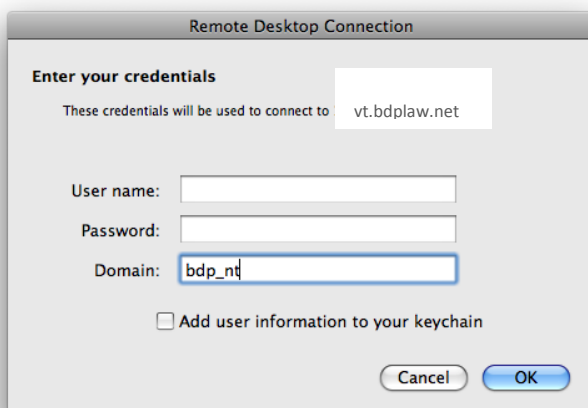 Remote Desktop Connection
Enter your credentials
These credentials will be used to connect to vt.bdplaw.net
User name:
Password:
Domain: bdp_nt
Add user information to your keychain
Cancel OK